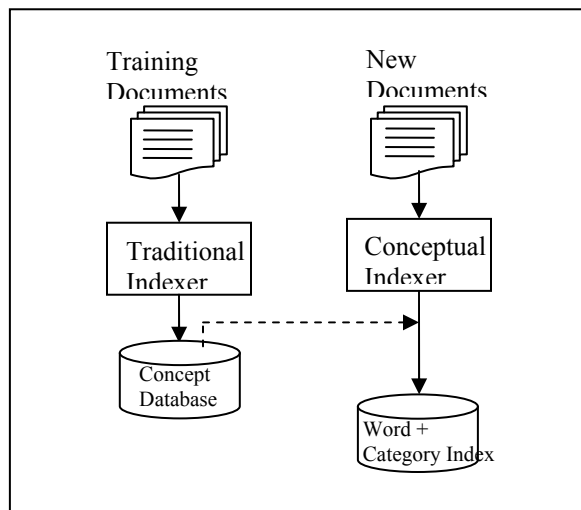 Training
Documents
New
Documents
Traditional
Indexer
Conceptual
Indexer
Concept
Database
Word +
Category Index